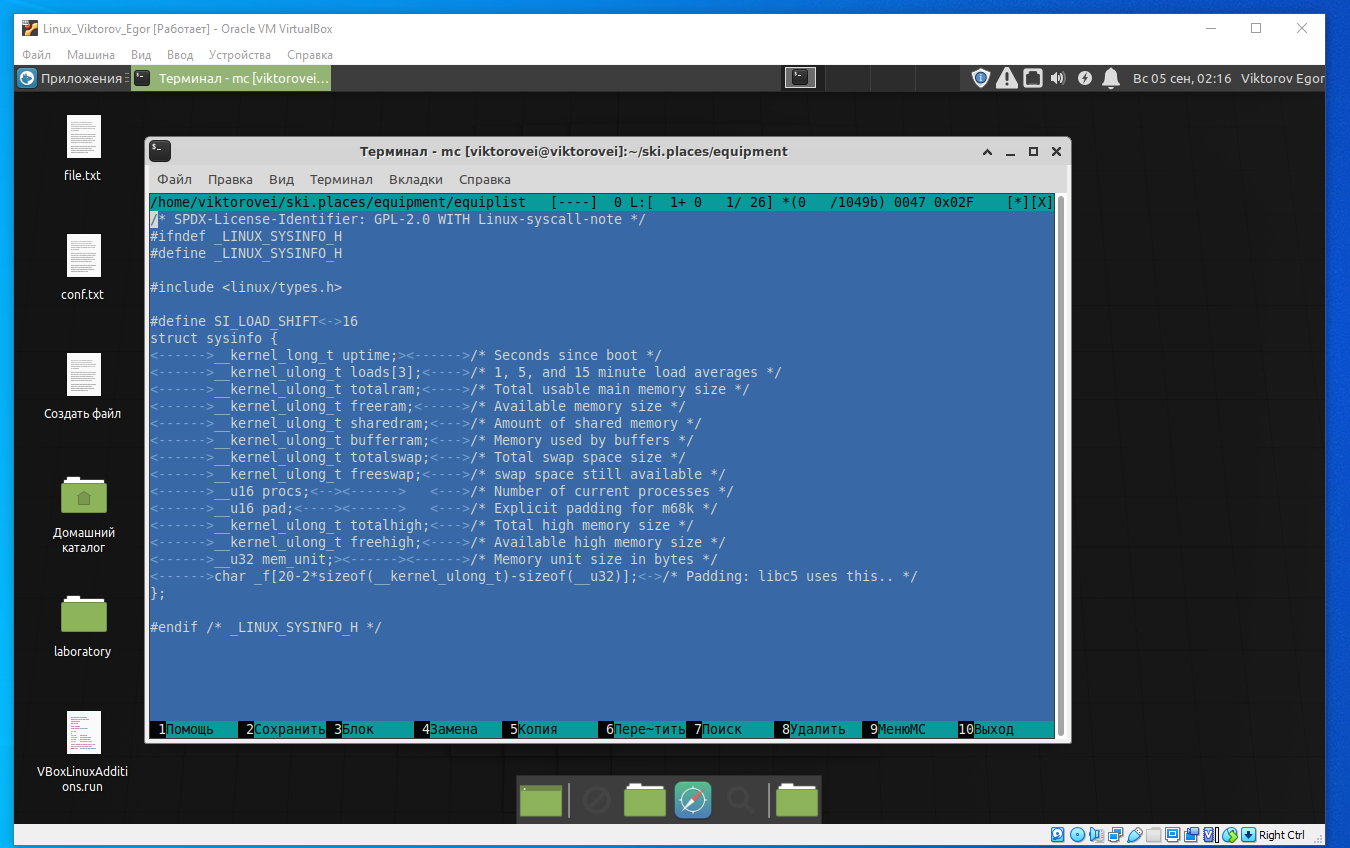 Linux_Viktorov_Egor [Работает] - Oracle VM VirtualBox
Файл Машина Вид Ввод Устройства Справка
Приложения Терминал - mc [viktorovei... Вс 05 сен, 02:16 Viktorov Egor
file.txt
conf.txt
Создать файл
Домашний
каталог
laboratory
VBoxLinuxAdditi
ons.run
Терминал - mc [viktorovei@viktorovei]:~/ski.places/equipment
Файл Правка Вид Терминал Вкладки Справка
/home/viktorovei/ski.places/equipment/equiplist [----] 0 L:[ 1+ 0 1/ 26] *(0 /1049b) 0047 0x02F [*][X]
/* SPDX-License-Identifier: GPL-2.0 WITH Linux-syscall-note */
#ifndef _LINUX_SYSINFO_H
#define _LINUX_SYSINFO_H
#include <linux/types.h>
#define SI_LOAD_SHIFT<->16
struct sysinfo {
<------>__kernel_long_t uptime;><------>/* Seconds since boot */
<------>__kernel_ulong_t loads[3];<---->/* 1, 5, and 15 minute load averages */
<------>__kernel_ulong_t totalram;<---->/* Total usable main memory size */
<------>__kernel_ulong_t freeram;<----->/* Available memory size */
<------>__kernel_ulong_t sharedram;<--->/* Amount of shared memory */
<------>__kernel_ulong_t bufferram;<--->/* Memory used by buffers */
<------>__kernel_ulong_t totalswap;<--->/* Total swap space size */
<------>__kernel_ulong_t freeswap;<---->/* swap space still available */
<------>__u16 procs;<--><------>   <--->/* Number of current processes */
<------>__u16 pad;<----><------>   <--->/* Explicit padding for m68k */
<------>__kernel_ulong_t totalhigh;<--->/* Total high memory size */
<------>__kernel_ulong_t freehigh;<---->/* Available high memory size */
<------>__u32 mem_unit;><------><------>/* Memory unit size in bytes */
<------>char _f[20-2*sizeof(__kernel_ulong_t)-sizeof(__u32)];<->/* Padding: libc5 uses this.. */
};
#endif /* _LINUX_SYSINFO_H */
1Помощь 2Сохранить 3Блок 4Замена 5Копия 6Пере~тить 7Поиск 8Удалить 9МенюMC 10Выход
Right Ctrl